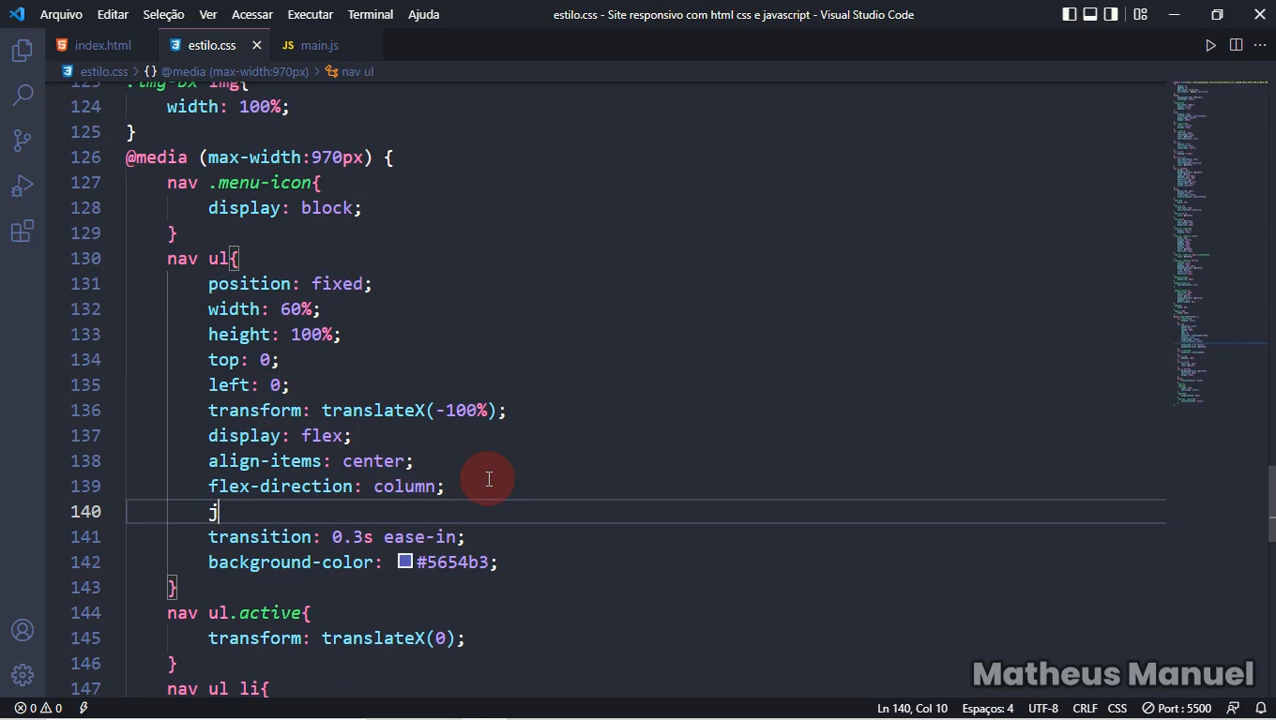 Arquivo Editar Seleção Ver Acessar Executar Terminal Ajuda estilo.css - Site responsivo com html css e javascript - Visual Studio Code
index.html estilo.css JS main.js
estilo.css > {} @media (max-width:970px) > nav ul
123 .img-bx img{
124 width: 100%;
125 }
126 @media (max-width:970px) {
127 nav .menu-icon{
128 display: block;
129 }
130 nav ul{
131 position: fixed;
132 width: 60%;
133 height: 100%;
134 top: 0;
135 left: 0;
136 transform: translateX(-100%);
137 display: flex;
138 align-items: center;
139 flex-direction: column;
140 j
141 transition: 0.3s ease-in;
142 background-color: #5654b3;
143 }
144 nav ul.active{
145 transform: translateX(0);
146 }
147 nav ul li{
Matheus Manuel
0 0 Ln 140, Col 10 Espaços: 4 UTF-8 CRLF CSS Port : 5500